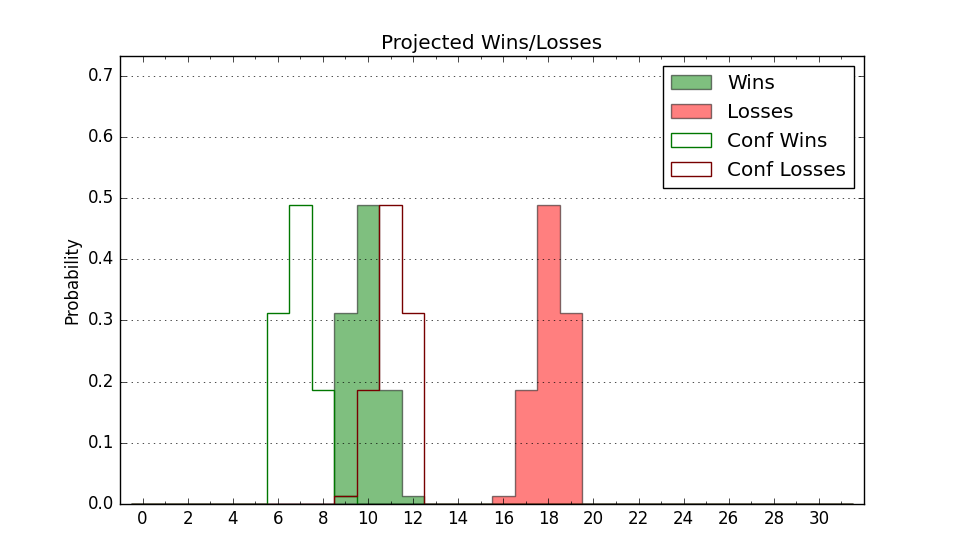 Projected Wins/Losses
0.7
0.6
0.5
0.4
0.3
0.2
0.1
0.0
Probability
Wins
Losses
Conf Wins
Conf Losses
0 2 4 6 8 10 12 14 16 18 20 22 24 26 28 30